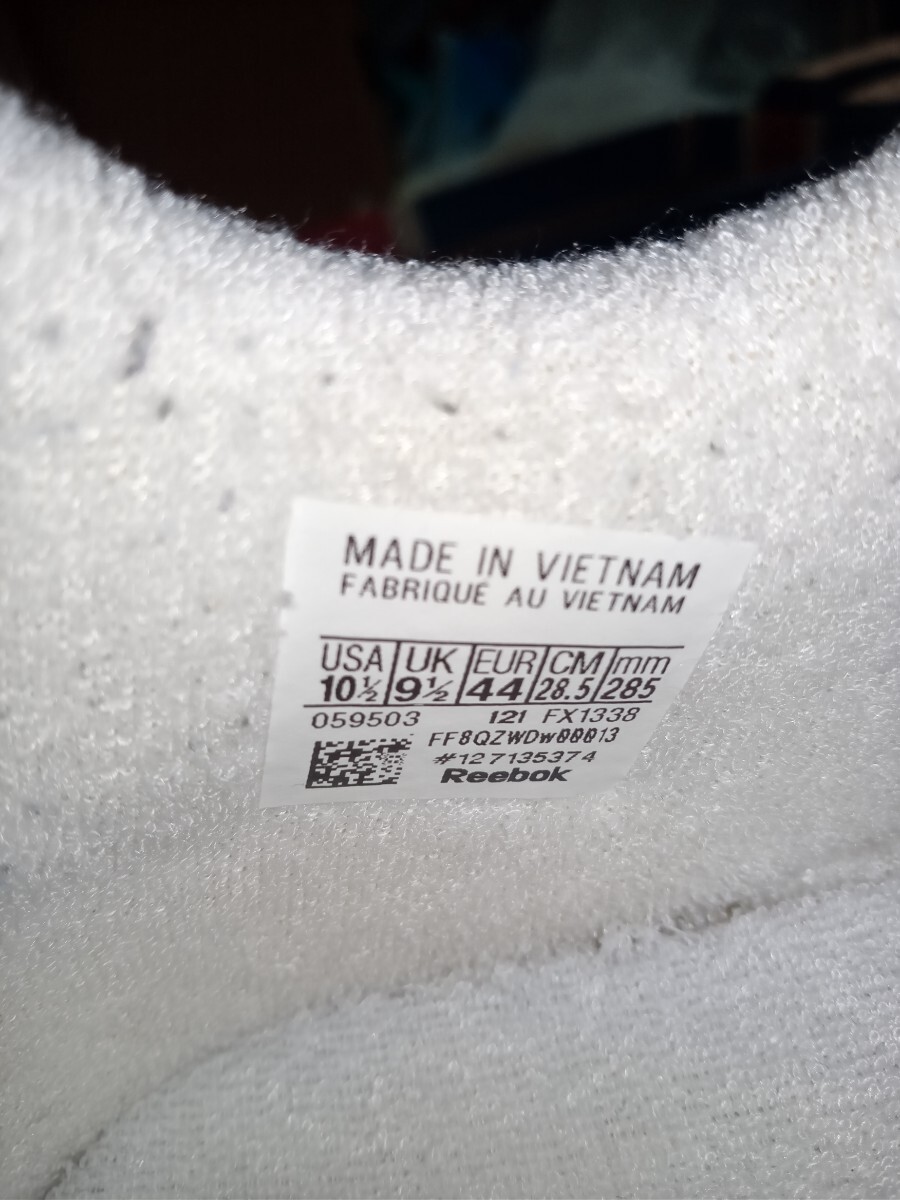 MADE IN VIETNAM
FABRIQUÉ AU VIETNAM
USA UK EUR CM mm
10½ 9½ 44 28.5 285
059503 121 FX1338
FF8QZWDw00013
#127135374
Reebok